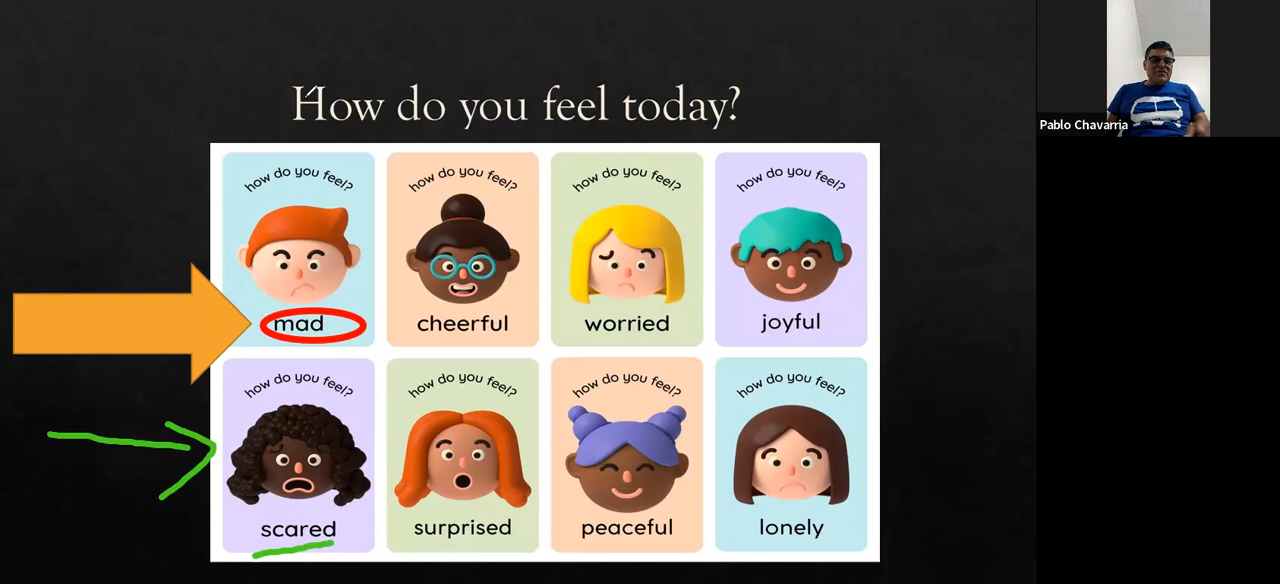 How do you feel today?
how do you feel? how do you feel? how do you feel? how do you feel?
mad cheerful worried joyful
how do you feel? how do you feel? how do you feel? how do you feel?
scared surprised peaceful lonely
Pablo Chavarria